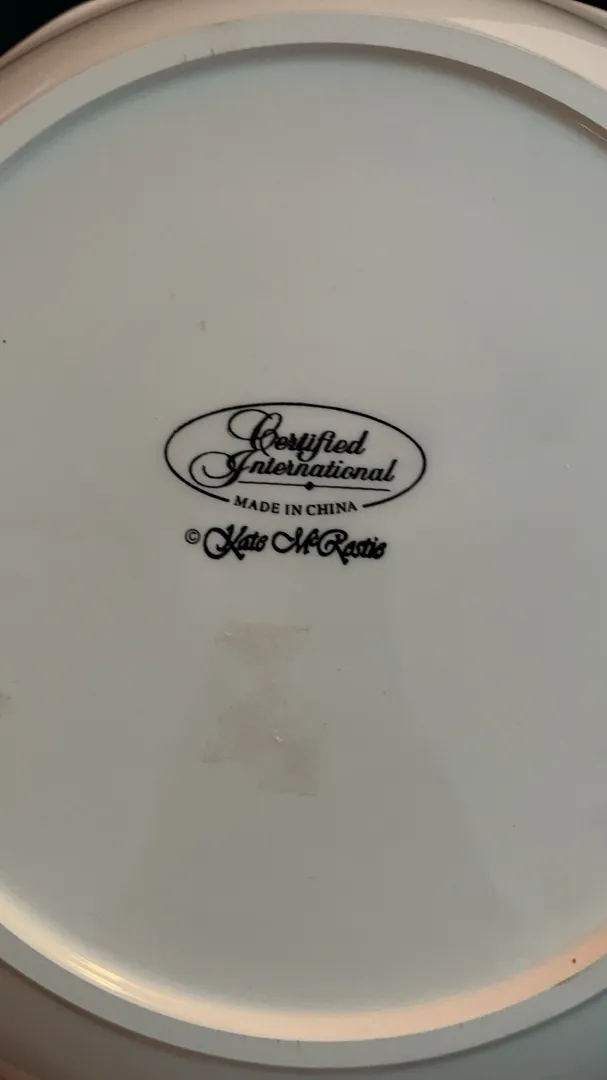 Certified
International
MADE IN CHINA
© Kate McRostie